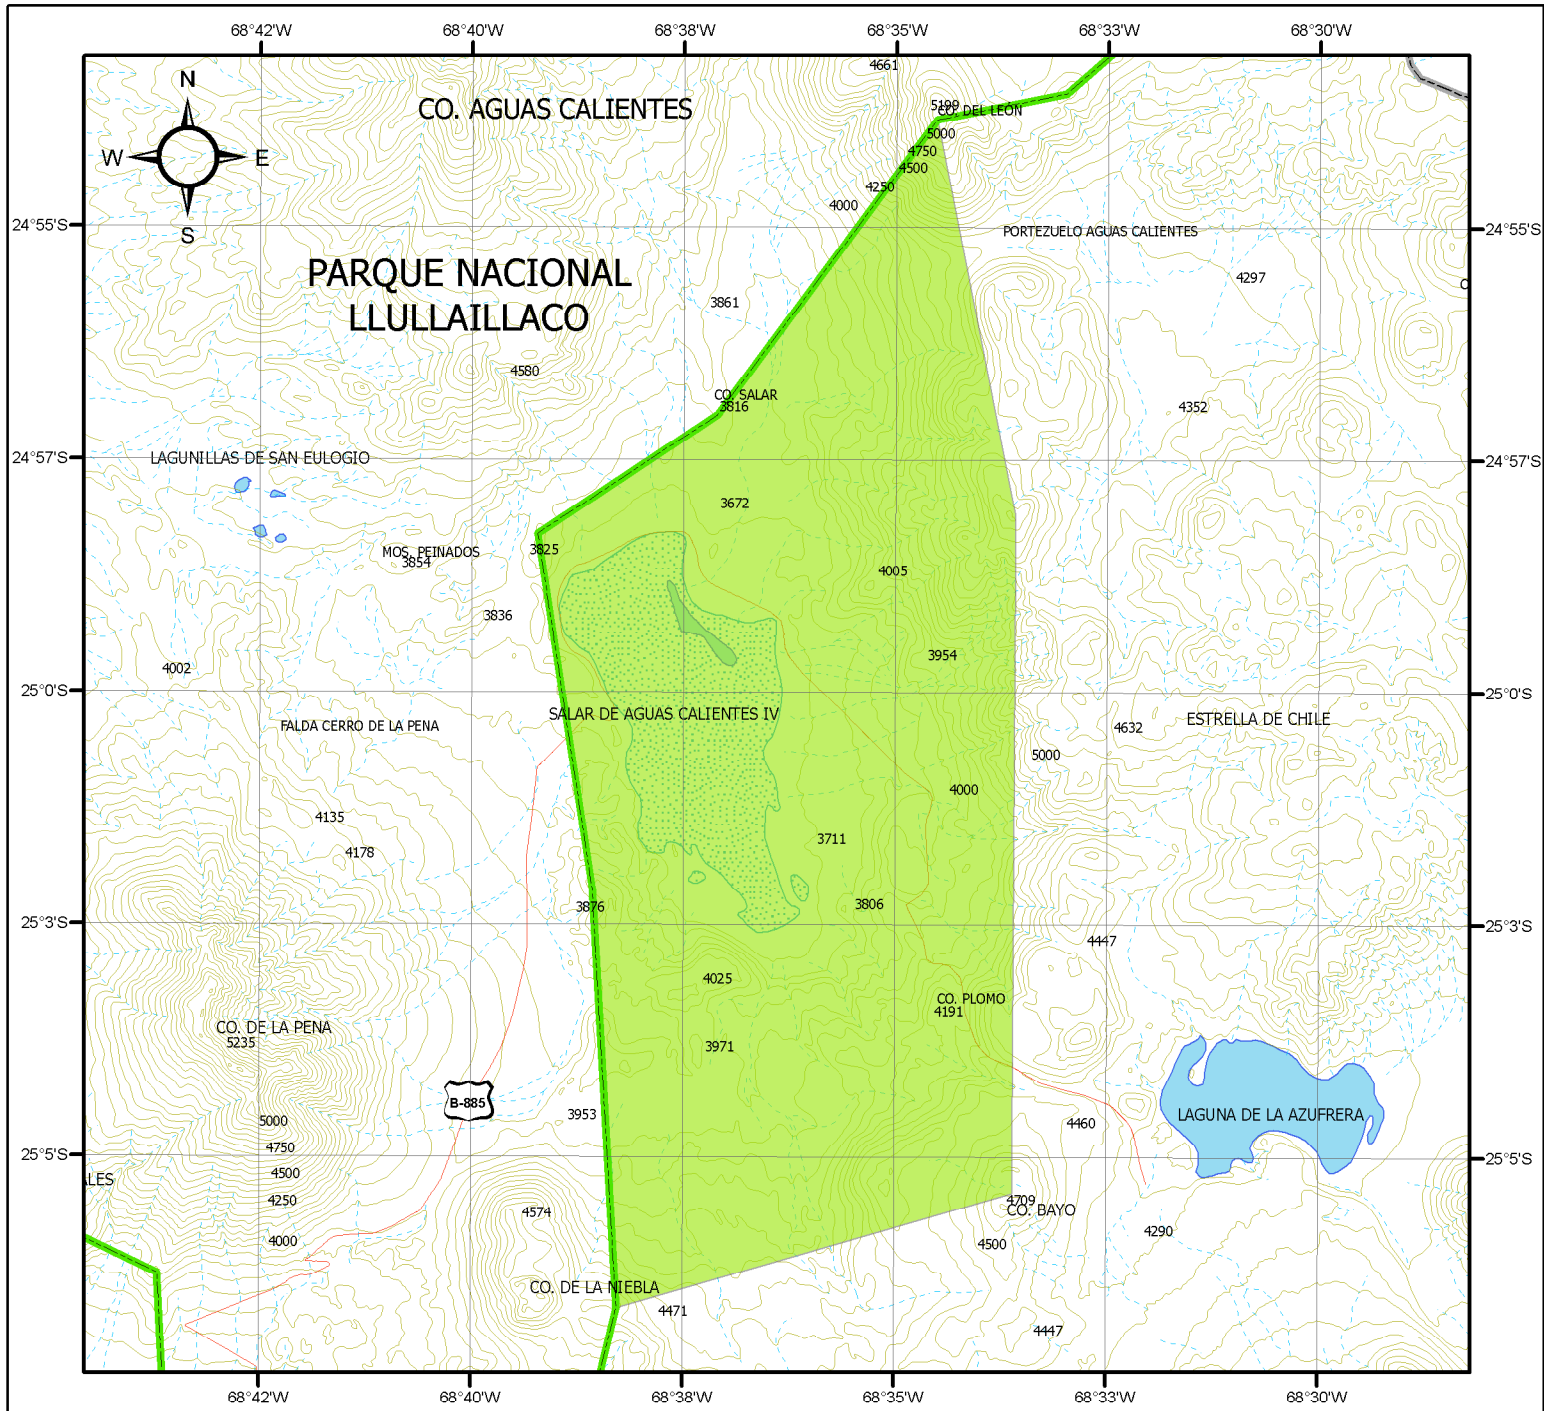 68°42'W 68°40'W 68°38'W 68°35'W 68°33'W 68°30'W
4661
N
CO. AGUAS CALIENTES
5199
CO. DEL LEÓN
5000
4750
W E
4500
4250
4000
24°55'S
24°55'S
S
PORTEZUELO AGUAS CALIENTES
PARQUE NACIONAL
LLULLAILLACO
4297
3861
4580
CO. SALAR
3816
4352
24°57'S
LAGUNILLAS DE SAN EULOGIO
24°57'S
3672
3825
MOS. PEINADOS
3854
4005
3836
3954
4002
25°0'S
25°0'S
SALAR DE AGUAS CALIENTES IV
ESTRELLA DE CHILE
FALDA CERRO DE LA PENA
4632
5000
4000
4135
3711
4178
3876
3806
25°3'S
25°3'S
4447
4025
CO. PLOMO
4191
CO. DE LA PENA
5235
3971
B-885
3953
LAGUNA DE LA AZUFRERA
5000
4460
4750
25°5'S
25°5'S
4500
ALES
4250
4709
CO. BAYO
4574
4290
4000
4500
CO. DE LA NIEBLA
4471
4447
68°42'W 68°40'W 68°38'W 68°35'W 68°33'W 68°30'W